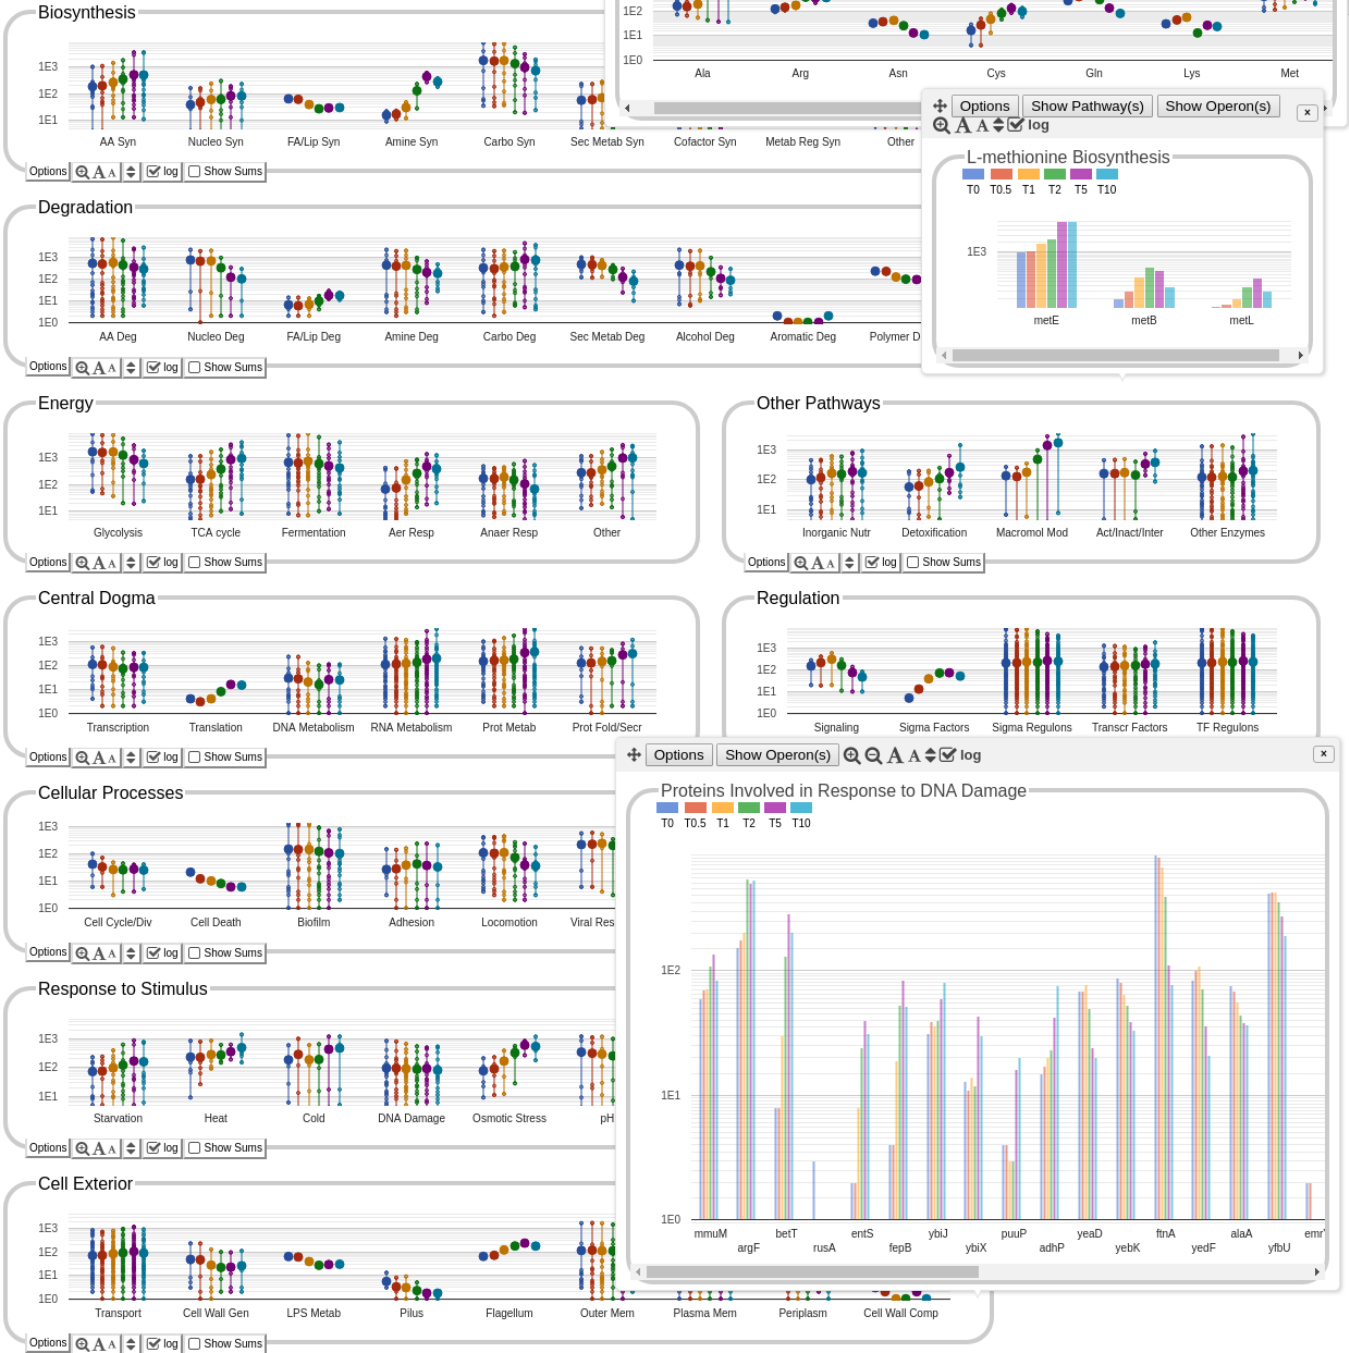 Biosynthesis
1E3
1E2
1E1
AA Syn Nucleo Syn FA/Lip Syn Amine Syn Carbo Syn Sec Metab Syn Cofactor Syn Metab Reg Syn Other
Options A A log Show Sums
1E2
1E1
1E0
Ala Arg Asn Cys Gln Lys Met
Options Show Pathway(s) Show Operon(s) ×
A A log
L-methionine Biosynthesis
T0 T0.5 T1 T2 T5 T10
1E3
metE metB metL
Degradation
1E3
1E2
1E1
1E0
AA Deg Nucleo Deg FA/Lip Deg Amine Deg Carbo Deg Sec Metab Deg Alcohol Deg Aromatic Deg Polymer D
Options A A log Show Sums
Energy
1E3
1E2
1E1
Glycolysis TCA cycle Fermentation Aer Resp Anaer Resp Other
Options A A log Show Sums
Other Pathways
1E3
1E2
1E1
Inorganic Nutr Detoxification Macromol Mod Act/Inact/Inter Other Enzymes
Options A A log Show Sums
Central Dogma
1E3
1E2
1E1
1E0
Transcription Translation DNA Metabolism RNA Metabolism Prot Metab Prot Fold/Secr
Options A A log Show Sums
Regulation
1E3
1E2
1E1
1E0
Signaling Sigma Factors Sigma Regulons Transcr Factors TF Regulons
Options Show Operon(s) A A log ×
Proteins Involved in Response to DNA Damage
T0 T0.5 T1 T2 T5 T10
1E2
1E1
1E0
mmuM betT entS ybiJ puuP yeaD ftnA alaA emr
argF rusA fepB ybiX adhP yebK yedF yfbU
Cellular Processes
1E3
1E2
1E1
1E0
Cell Cycle/Div Cell Death Biofilm Adhesion Locomotion Viral Res
Options A A log Show Sums
Response to Stimulus
1E3
1E2
1E1
Starvation Heat Cold DNA Damage Osmotic Stress pH
Options A A log Show Sums
Cell Exterior
1E3
1E2
1E1
1E0
Transport Cell Wall Gen LPS Metab Pilus Flagellum Outer Mem Plasma Mem Periplasm Cell Wall Comp
Options A A log Show Sums